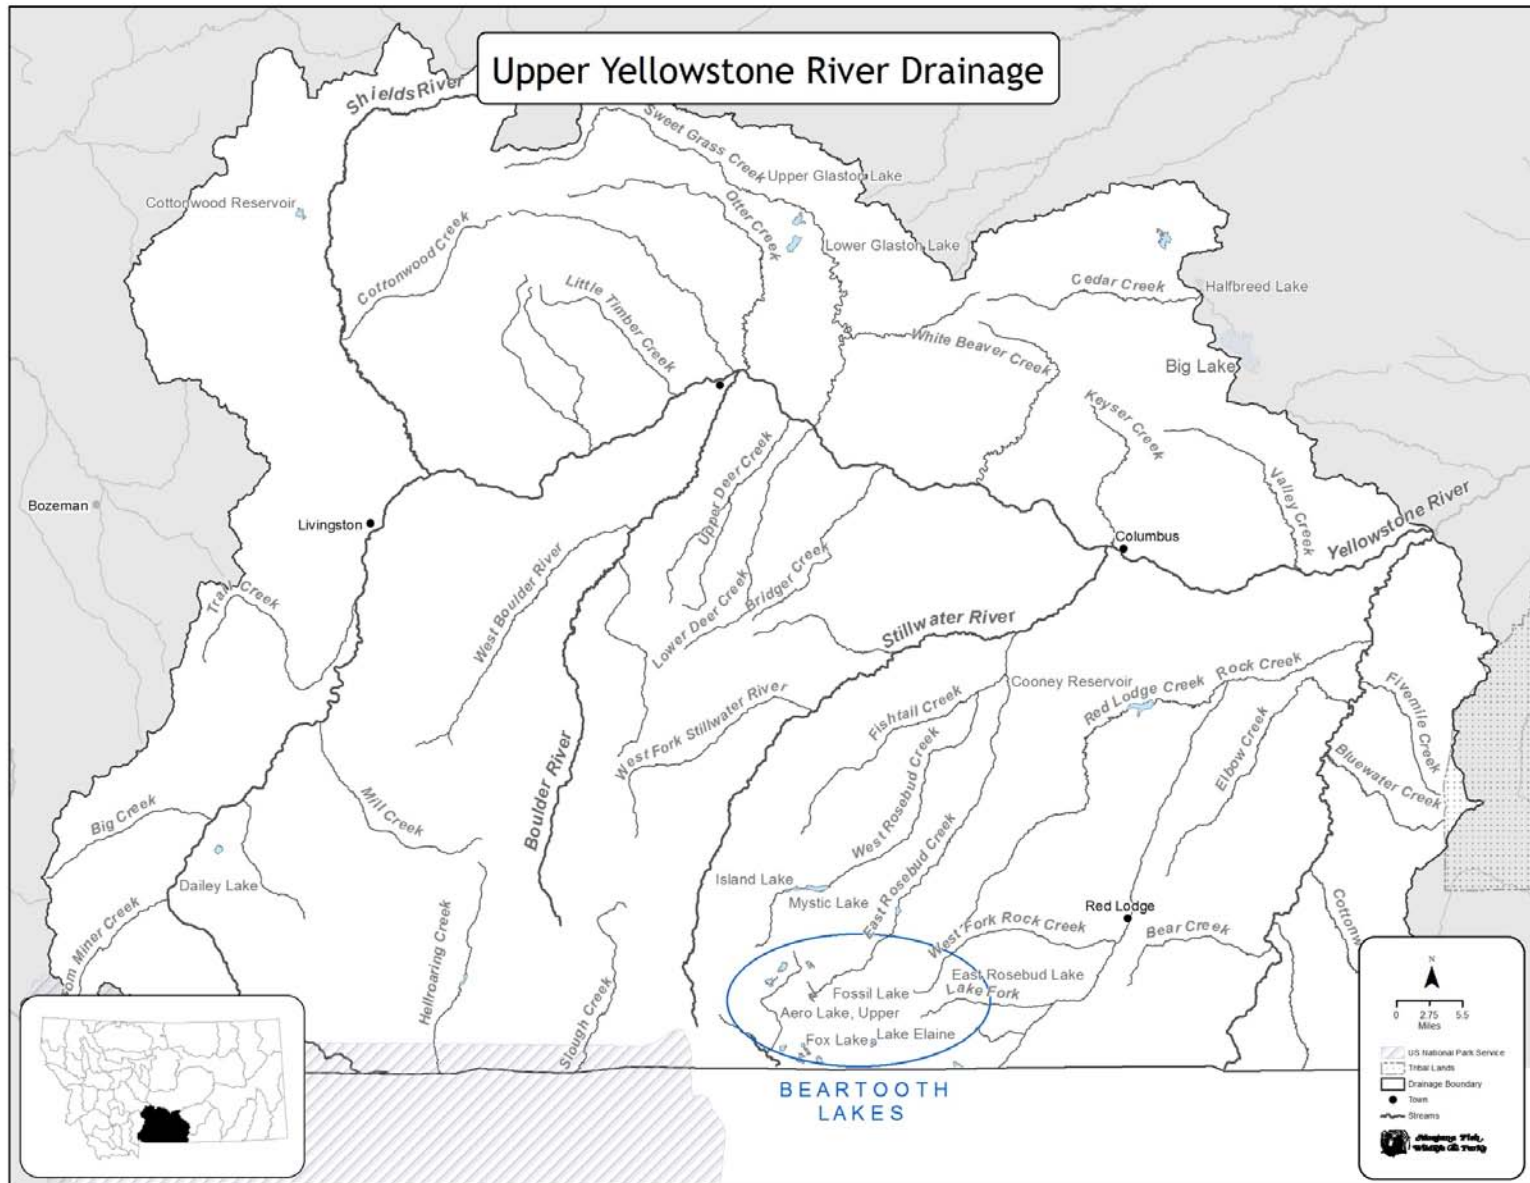 Upper Yellowstone River Drainage
Shields River
Sweet Grass Creek
Upper Glaston Lake
Cottonwood Reservoir
Otter Creek
Cottonwood Creek
Lower Glaston Lake
Little Timber Creek
Cedar Creek
Halfbreed Lake
White Beaver Creek
Big Lake
Keyser Creek
Upper Deer Creek
Valley Creek
Bozeman
Livingston
Yellowstone River
Columbus
West Boulder River
Trail Creek
Lower Deer Creek
Bridger Creek
Stillwater River
Cooney Reservoir
Red Lodge Creek
Rock Creek
Fivemile Creek
Fishtail Creek
West Fork Stillwater River
Elbow Creek
Bluewater Creek
Boulder River
West Rosebud Creek
Big Creek
Mill Creek
East Rosebud Creek
Island Lake
Dailey Lake
Mystic Lake
Red Lodge
som Miner Creek
Hellroaring Creek
West Fork Rock Creek
Bear Creek
Cottonw
East Rosebud Lake
Fossil Lake
Lake Fork
Slough Creek
Aero Lake, Upper
Fox Lake
Lake Elaine
BEARTOOTH
LAKES
N
0 2.75 5.5
Miles
US National Park Service
Tribal Lands
Drainage Boundary
Town
Streams
Montana Fish,
Wildlife & Parks